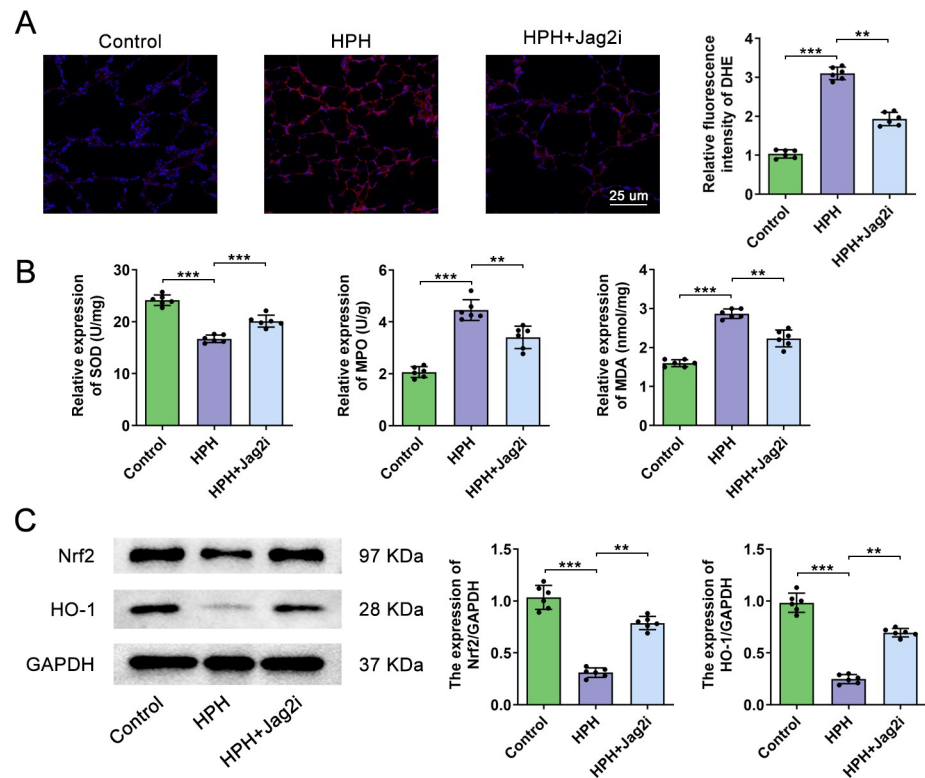 A
Control
HPH
HPH+Jag2i
25 um
Relative fluorescence
intensity of DHE
4
3
2
1
0
***
**
Control
HPH
HPH+Jag2i
B
Relative expression
of SOD (U/mg)
30
20
10
0
***
***
Control
HPH
HPH+Jag2i
Relative expression
of MPO (U/g)
6
4
2
0
***
**
Control
HPH
HPH+Jag2i
Relative expression
of MDA (nmol/mg)
4
3
2
1
0
***
**
Control
HPH
HPH+Jag2i
C
Nrf2
97 KDa
HO-1
28 KDa
GAPDH
37 KDa
Control
HPH
HPH+Jag2i
The expression of
Nrf2/GAPDH
1.5
1.0
0.5
0.0
***
**
Control
HPH
HPH+Jag2i
The expression of
HO-1/GAPDH
1.5
1.0
0.5
0.0
***
**
Control
HPH
HPH+Jag2i